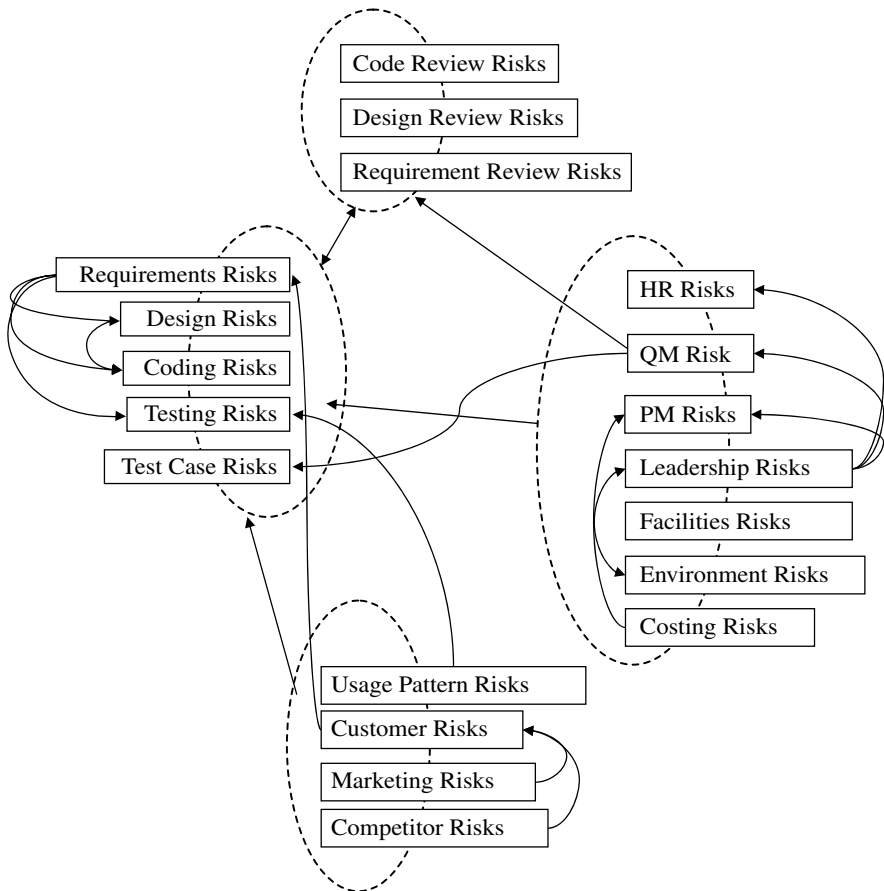 Code Review Risks
Design Review Risks
Requirement Review Risks
Requirements Risks
Design Risks
Coding Risks
Testing Risks
Test Case Risks
HR Risks
QM Risk
PM Risks
Leadership Risks
Facilities Risks
Environment Risks
Costing Risks
Usage Pattern Risks
Customer Risks
Marketing Risks
Competitor Risks